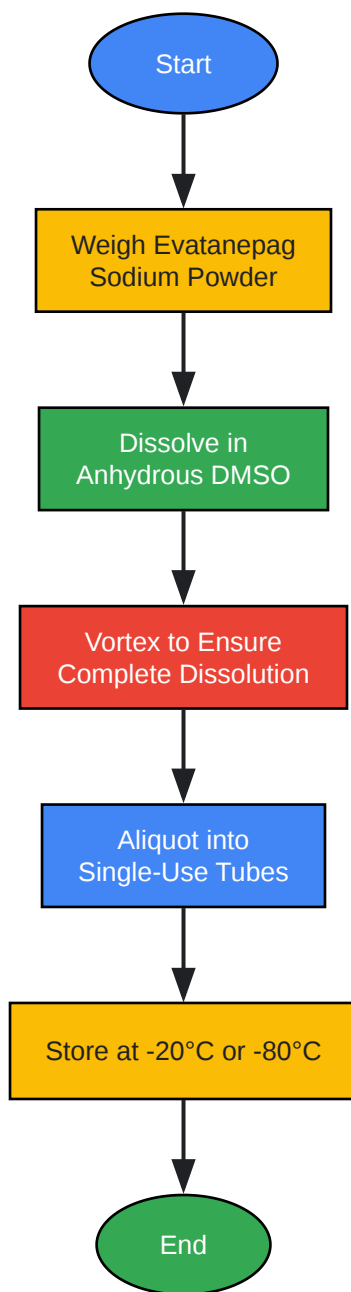 Start
Weigh Evatanepag
Sodium Powder
Dissolve in
Anhydrous DMSO
Vortex to Ensure
Complete Dissolution
Aliquot into
Single-Use Tubes
Store at -20°C or -80°C
End